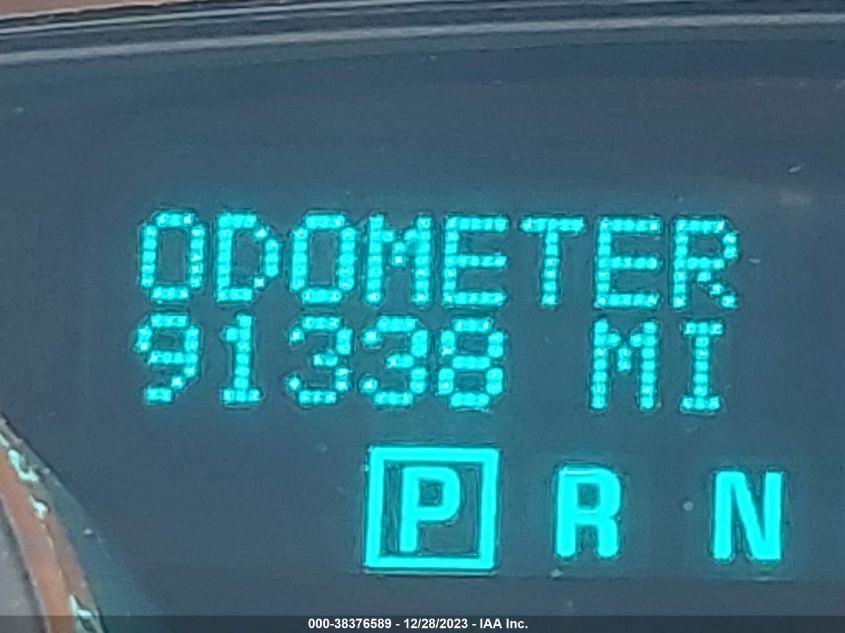 ODOMETER
91338 MI
P R N
000-38376589 - 12/28/2023 - IAA Inc.